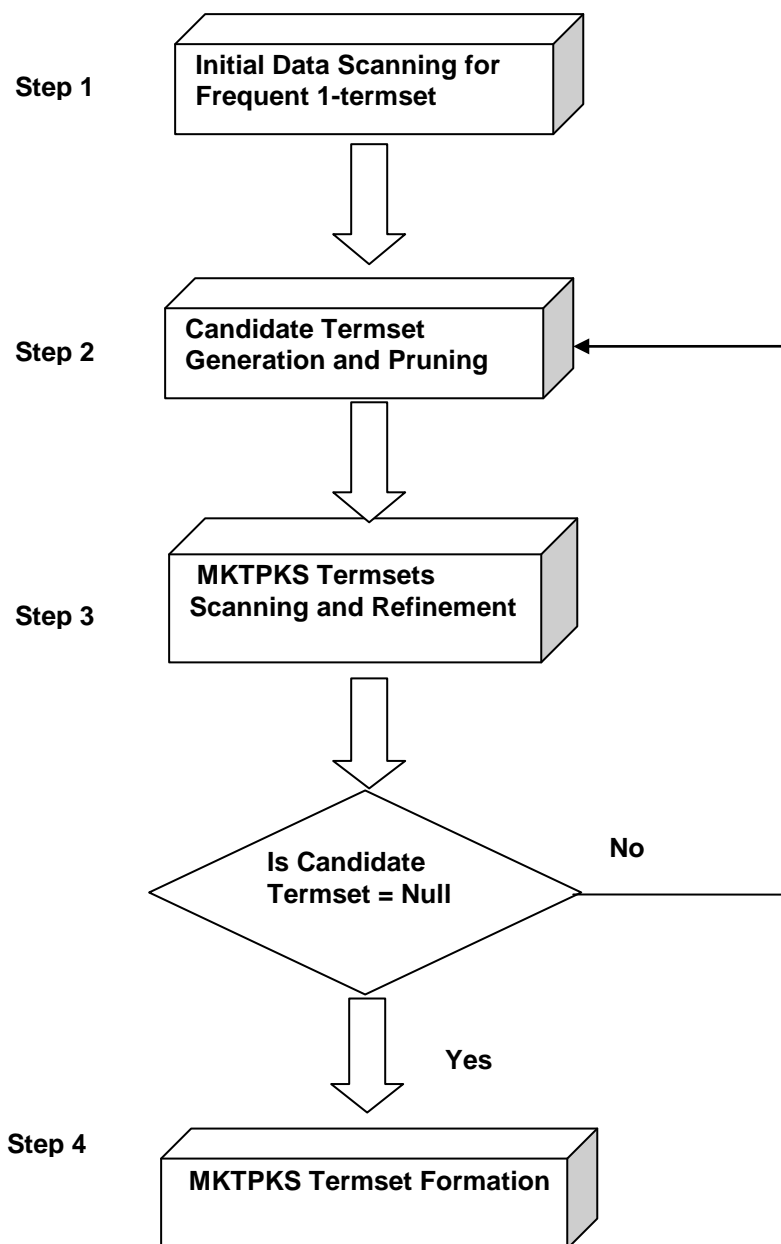 Step 1
Initial Data Scanning for
Frequent 1-termset
Step 2
Candidate Termset
Generation and Pruning
Step 3
MKTPKS Termsets
Scanning and Refinement
Is Candidate
Termset = Null
No
Yes
Step 4
MKTPKS Termset Formation